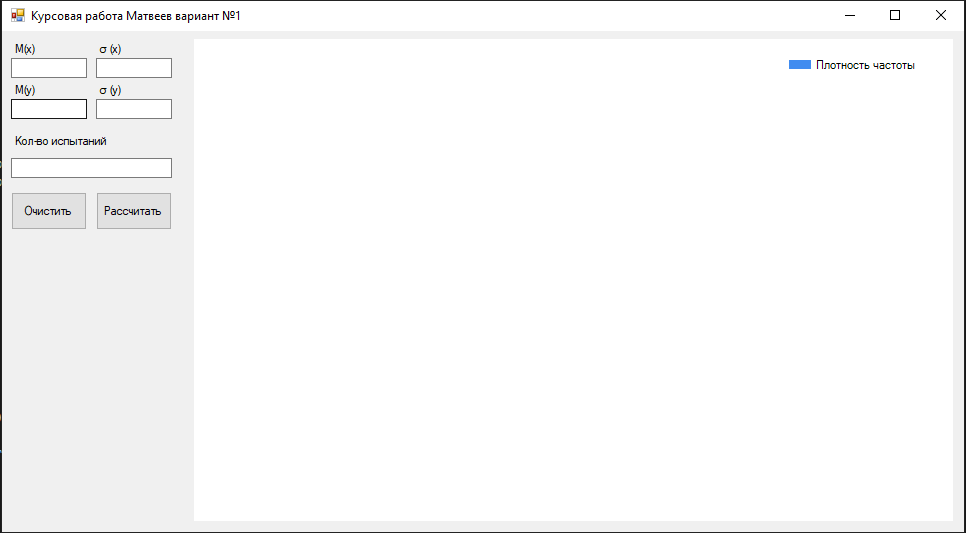 Курсовая работа Матвеев вариант №1
M(x) σ (x)
M(y) σ (y)
Кол-во испытаний
Очистить Рассчитать
Плотность частоты